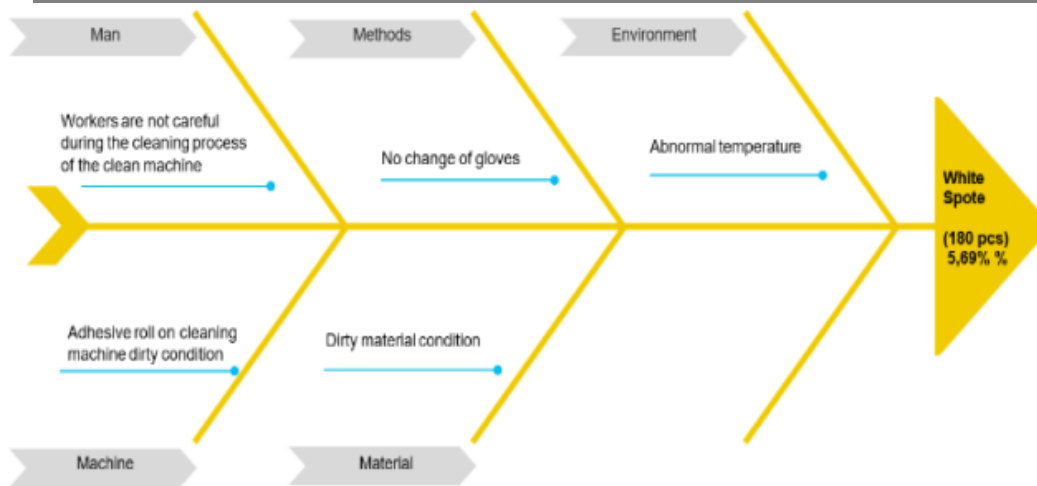 Man
Methods
Environment
Workers are not careful
during the cleaning process
of the clean machine
No change of gloves
Abnormal temperature
White
Spote
(180 pcs)
5,69% %
Adhesive roll on cleaning
machine dirty condition
Dirty material condition
Machine
Material